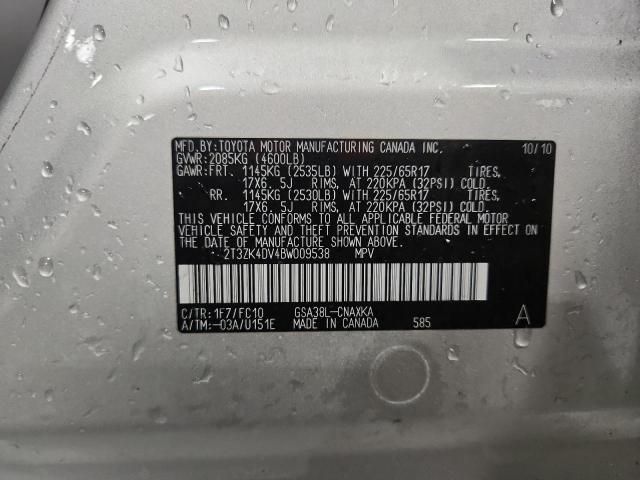 MFD.BY:TOYOTA MOTOR MANUFACTURING CANADA INC. 10/10
GVWR:2085KG (4600LB)
GAWR:FRT. 1145KG (2535LB) WITH 225/65R17 TIRES,
17X6.5J RIMS, AT 220KPA (32PSI) COLD.
RR. 1145KG (2530LB) WITH 225/65R17 TIRES,
17X6.5J RIMS, AT 220KPA (32PSI) COLD.
THIS VEHICLE CONFORMS TO ALL APPLICABLE FEDERAL MOTOR
VEHICLE SAFETY AND THEFT PREVENTION STANDARDS IN EFFECT ON
THE DATE OF MANUFACTURE SHOWN ABOVE.
2T3ZK4DV4BW009538 MPV
C/TR:1F7/FC10 GSA38L-CNAXKA
A/TM:-03A/U151E MADE IN CANADA 585 A